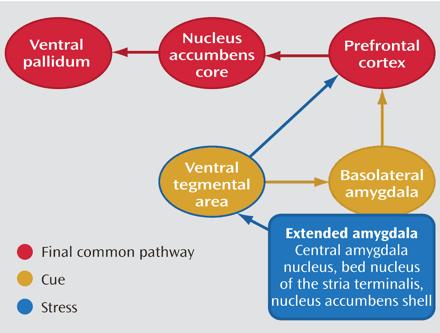 Ventral
pallidum
Nucleus
accumbens
core
Prefrontal
cortex
Ventral
tegmental
area
Basolateral
amygdala
Extended amygdala
Central amygdala
nucleus, bed nucleus
of the stria terminalis,
nucleus accumbens shell
Final common pathway
Cue
Stress